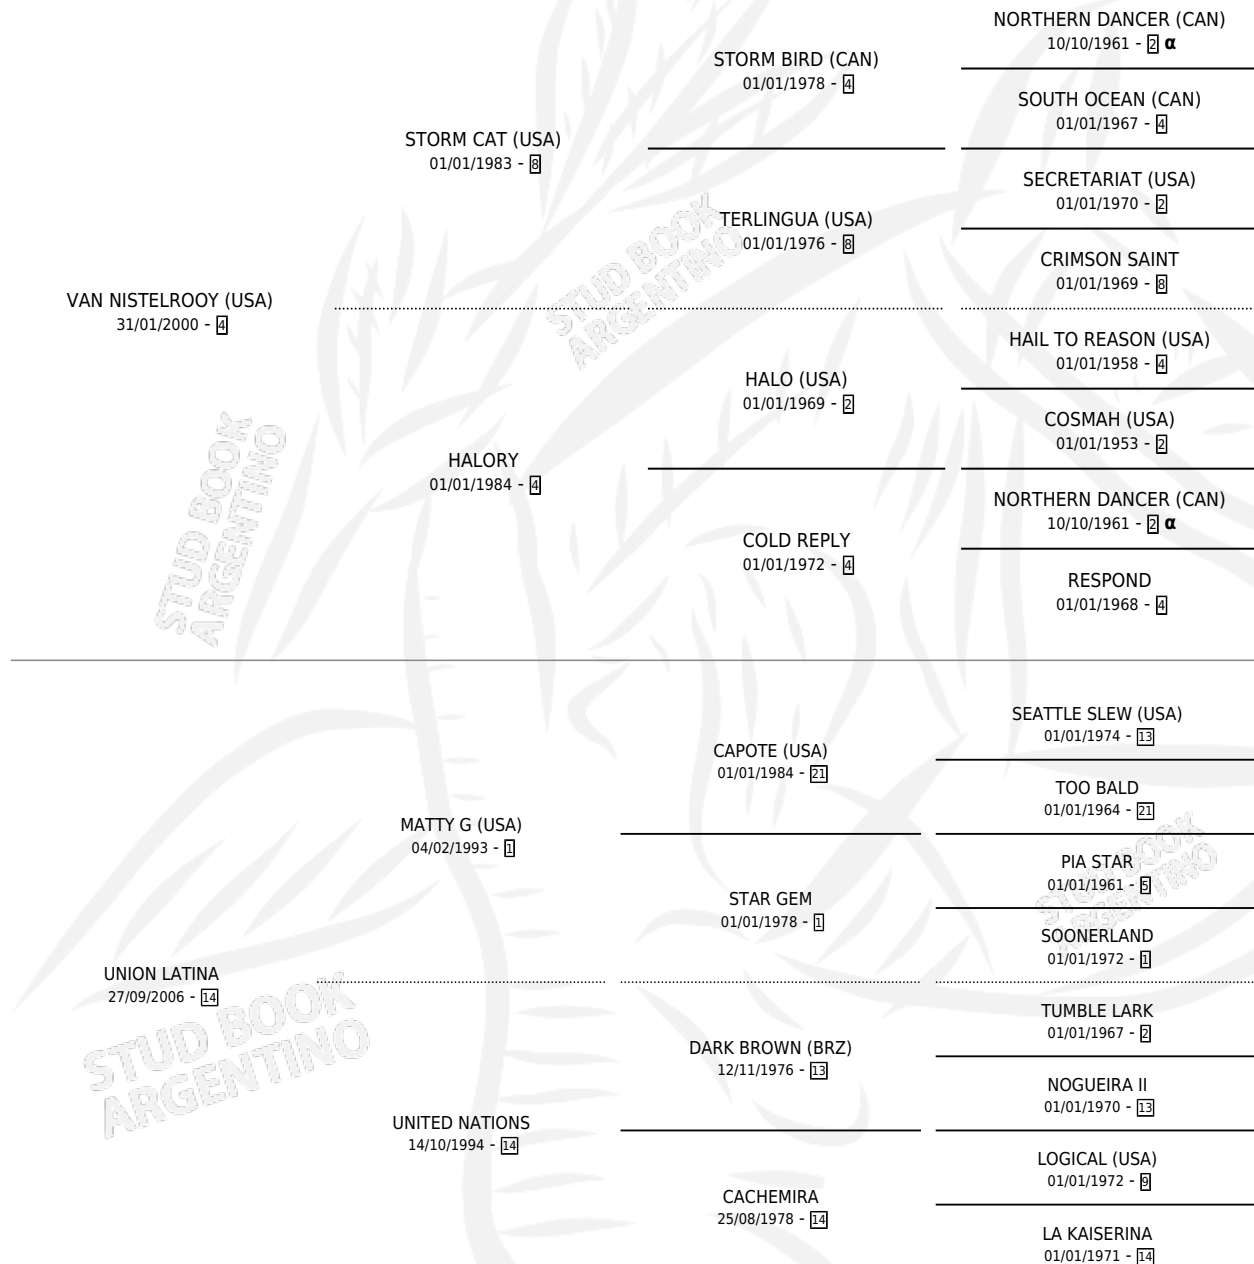 NORTHERN DANCER (CAN)
10/10/1961 - 2 α
STORM BIRD (CAN)
01/01/1978 - 4
SOUTH OCEAN (CAN)
01/01/1967 - 4
STORM CAT (USA)
01/01/1983 - 8
SECRETARIAT (USA)
01/01/1970 - 2
TERLINGUA (USA)
01/01/1976 - 8
CRIMSON SAINT
01/01/1969 - 8
VAN NISTELROOY (USA)
31/01/2000 - 4
HAIL TO REASON (USA)
01/01/1958 - 4
HALO (USA)
01/01/1969 - 2
COSMAH (USA)
01/01/1953 - 2
HALORY
01/01/1984 - 4
NORTHERN DANCER (CAN)
10/10/1961 - 2 α
COLD REPLY
01/01/1972 - 4
RESPOND
01/01/1968 - 4
SEATTLE SLEW (USA)
01/01/1974 - 13
CAPOTE (USA)
01/01/1984 - 21
TOO BALD
01/01/1964 - 21
MATTY G (USA)
04/02/1993 - 1
PIA STAR
01/01/1961 - 5
STAR GEM
01/01/1978 - 1
SOONERLAND
01/01/1972 - 1
UNION LATINA
27/09/2006 - 14
TUMBLE LARK
01/01/1967 - 2
DARK BROWN (BRZ)
12/11/1976 - 13
NOGUEIRA II
01/01/1970 - 13
UNITED NATIONS
14/10/1994 - 14
LOGICAL (USA)
01/01/1972 - 9
CACHEMIRA
25/08/1978 - 14
LA KAISERINA
01/01/1971 - 14
STUD BOOK
ARGENTINO
STUD BOOK
ARGENTINO
STUD BOOK
ARGENTINO
STUD BOOK
ARGENTINO